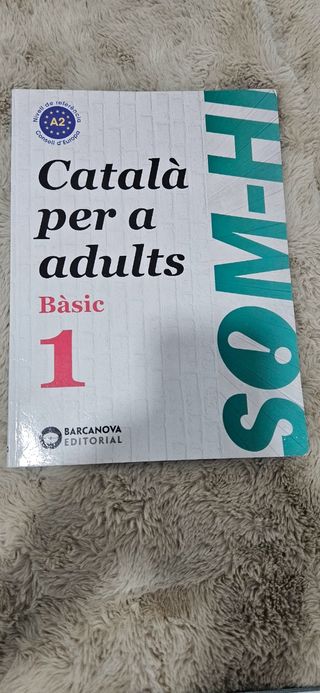 Nivell de referència
A2
Consell d'Europa
Català
per a
adults
Bàsic
1
BARCANOVA
EDITORIAL
SOM-HI